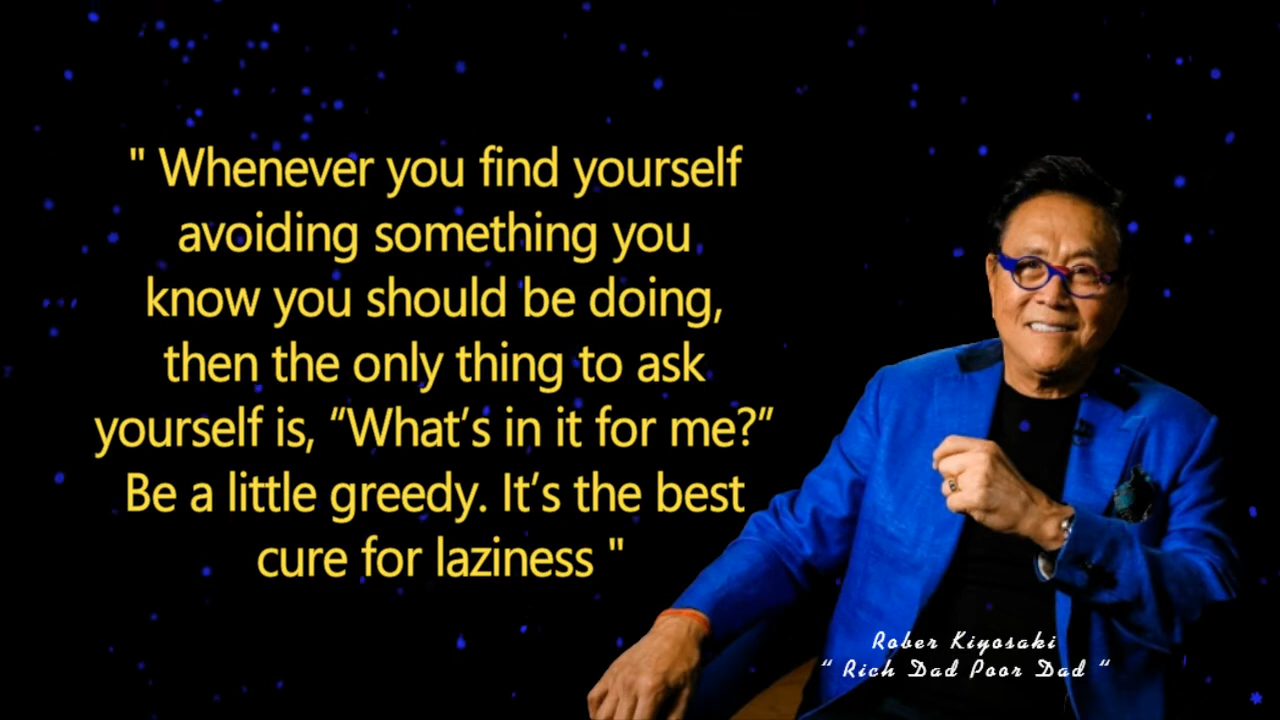 " Whenever you find yourself
avoiding something you
know you should be doing,
then the only thing to ask
yourself is, “What’s in it for me?”
Be a little greedy. It’s the best
cure for laziness "
Rober Kiyosaki
“ Rich Dad Poor Dad “